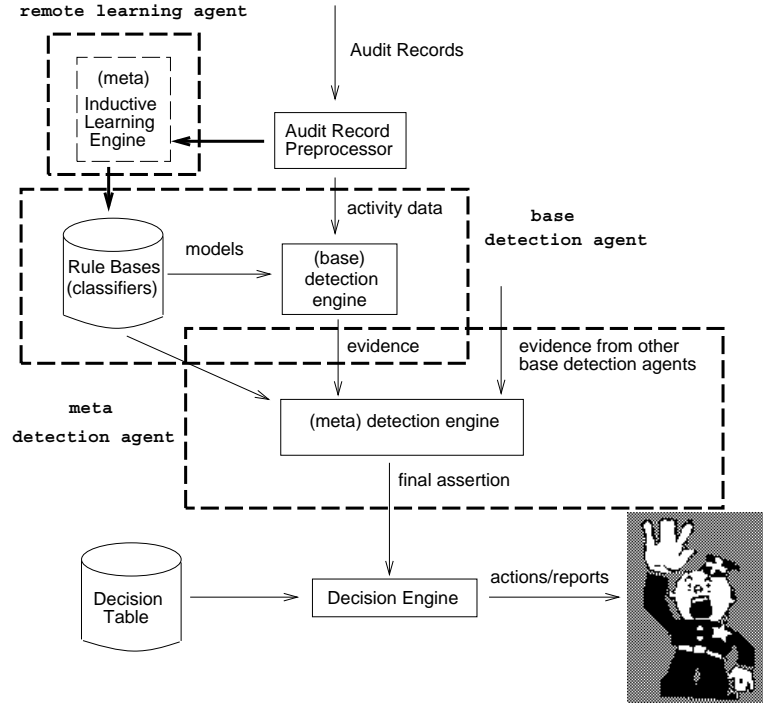 remote learning agent
Audit Records
(meta)
Inductive
Learning
Engine
Audit Record
Preprocessor
activity data
base
detection agent
models
Rule Bases
(classifiers)
(base)
detection
engine
evidence
evidence from other
base detection agents
meta
detection agent
(meta) detection engine
final assertion
Decision
Table
Decision Engine
actions/reports